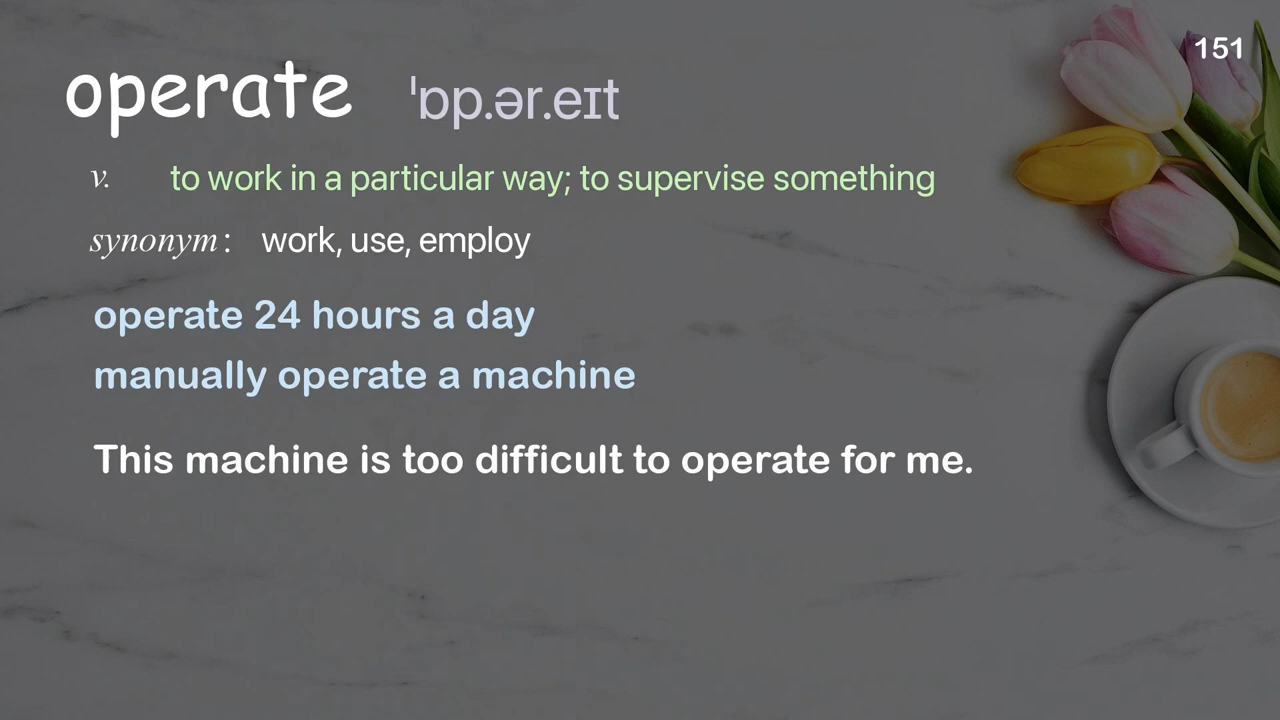 151
operate ˈɒp.ər.eɪt
v. to work in a particular way; to supervise something
synonym: work, use, employ
operate 24 hours a day
manually operate a machine
This machine is too difficult to operate for me.